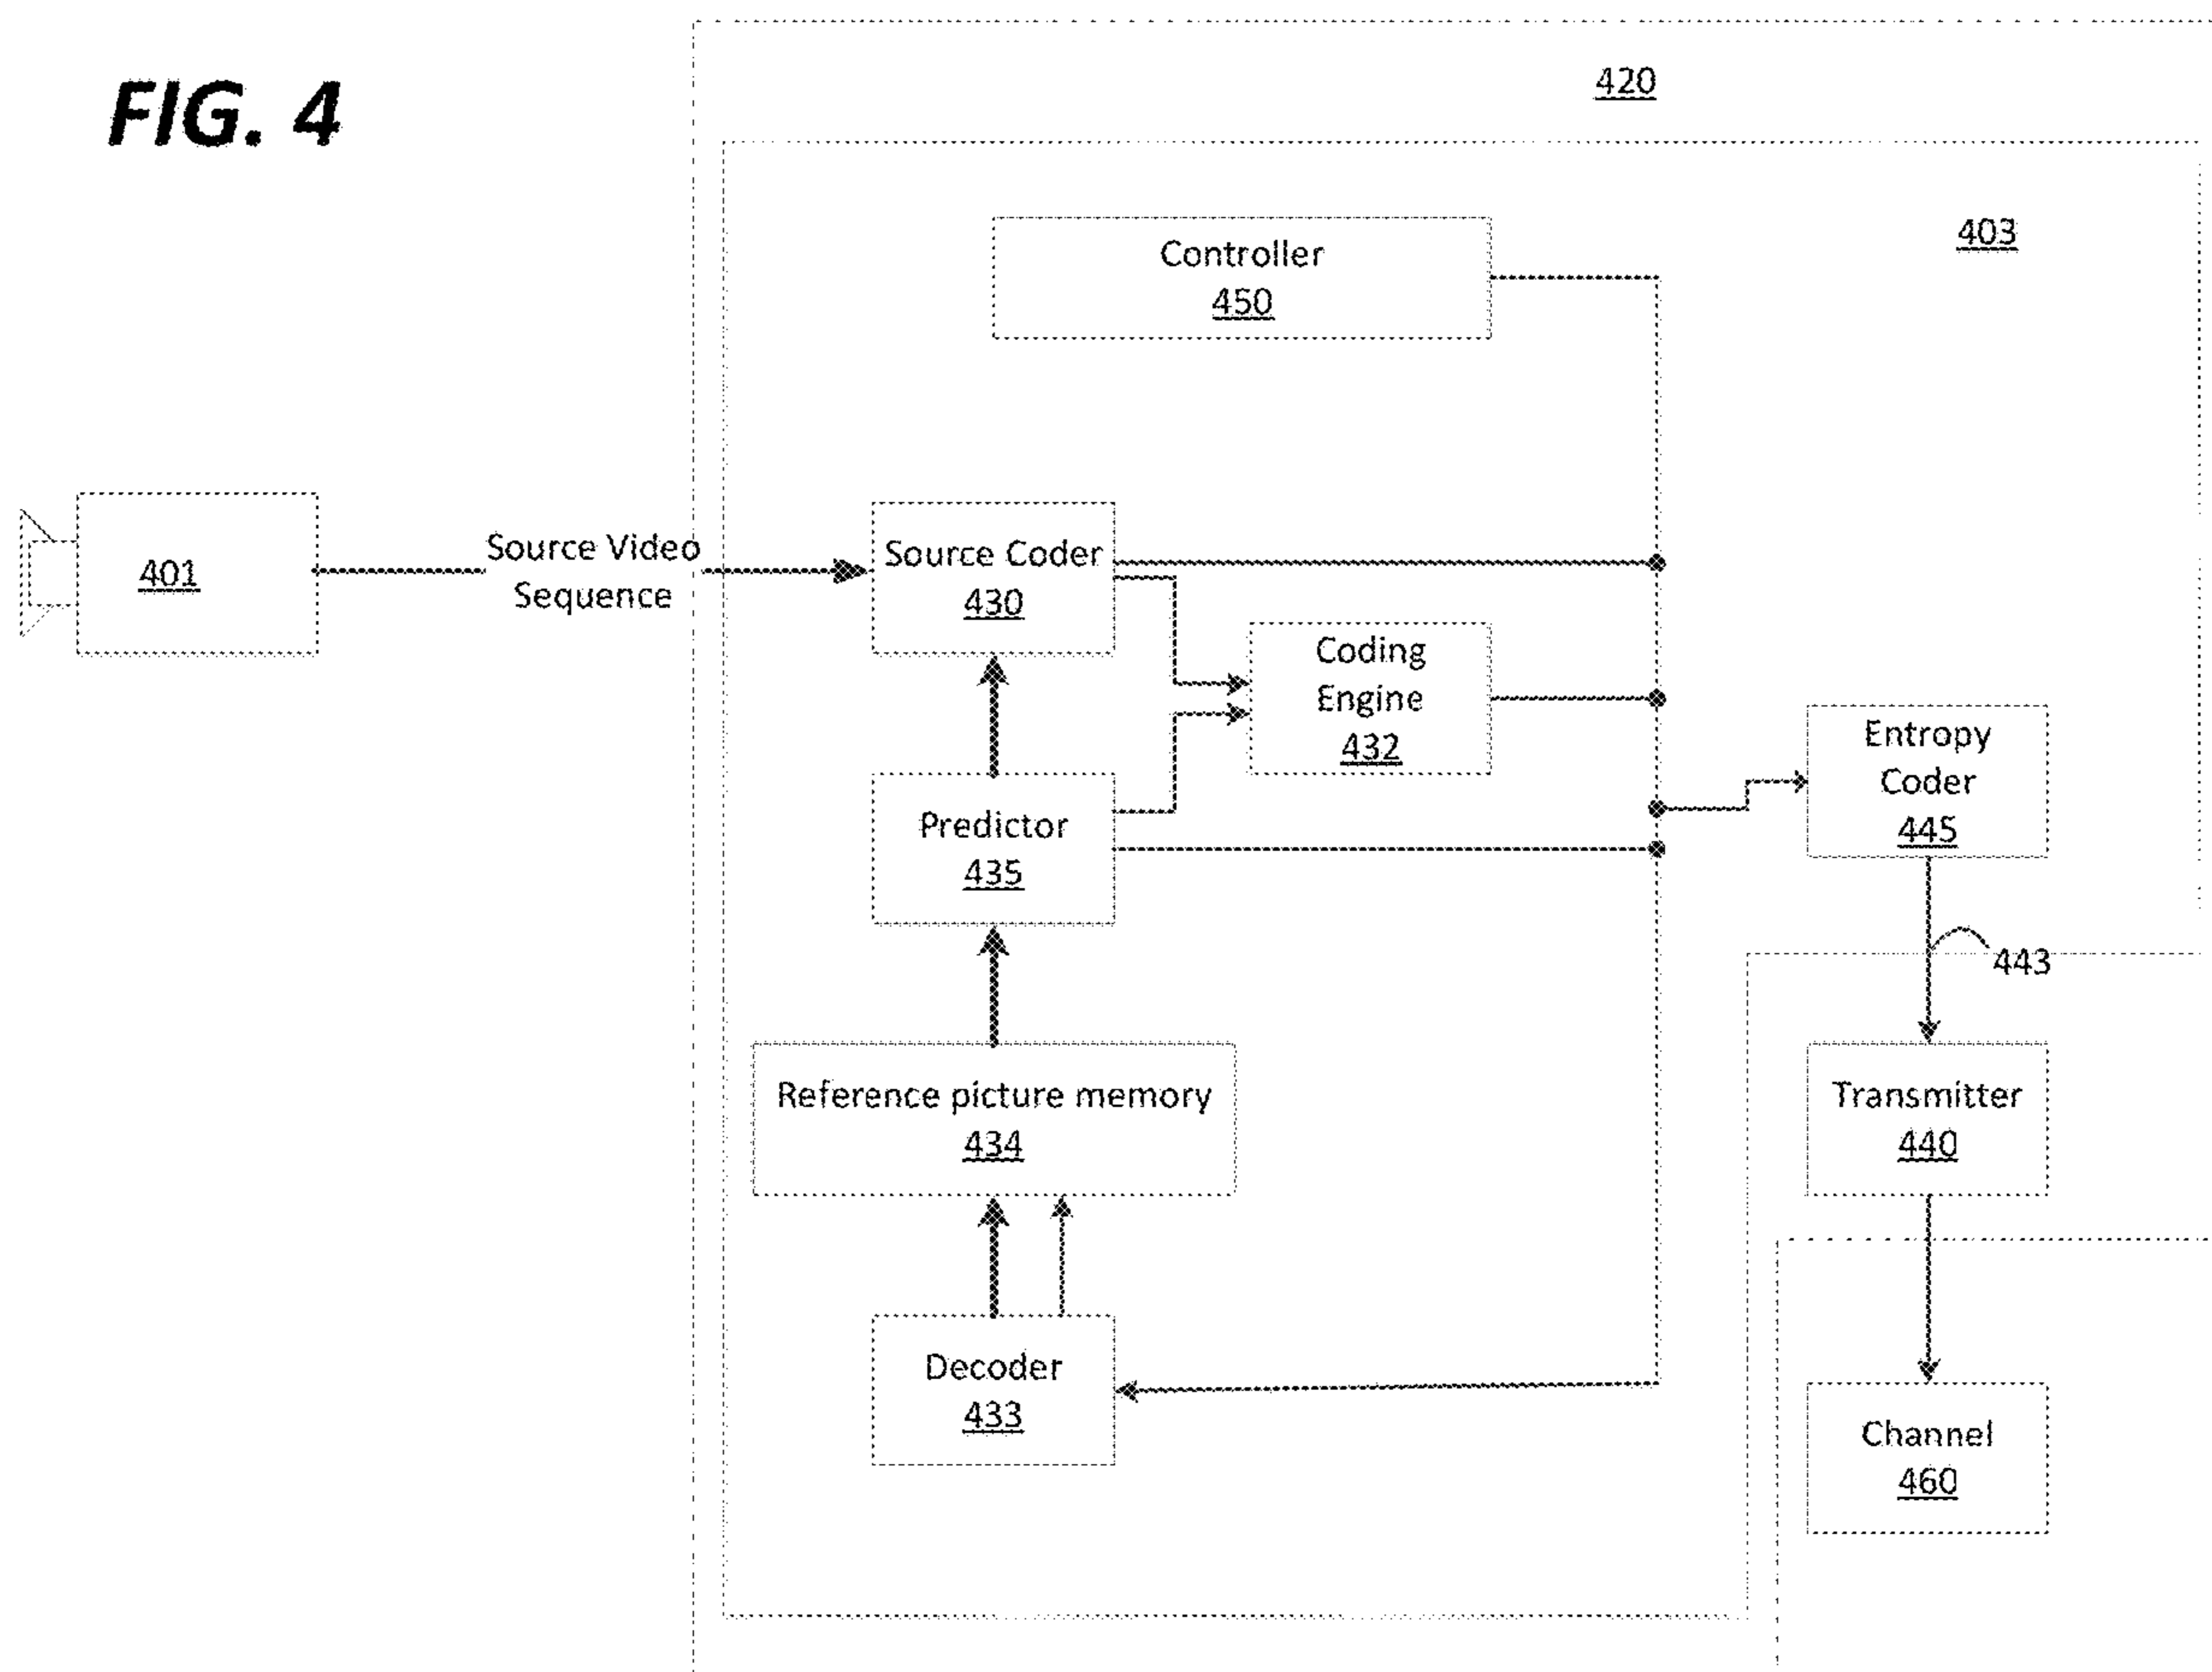 FIG. 4
420
403
Controller
450
401
Source Video
Sequence
Source Coder
430
Coding
Engine
432
Entropy
Coder
445
Predictor
435
443
Reference picture memory
434
Transmitter
440
Decoder
433
Channel
460